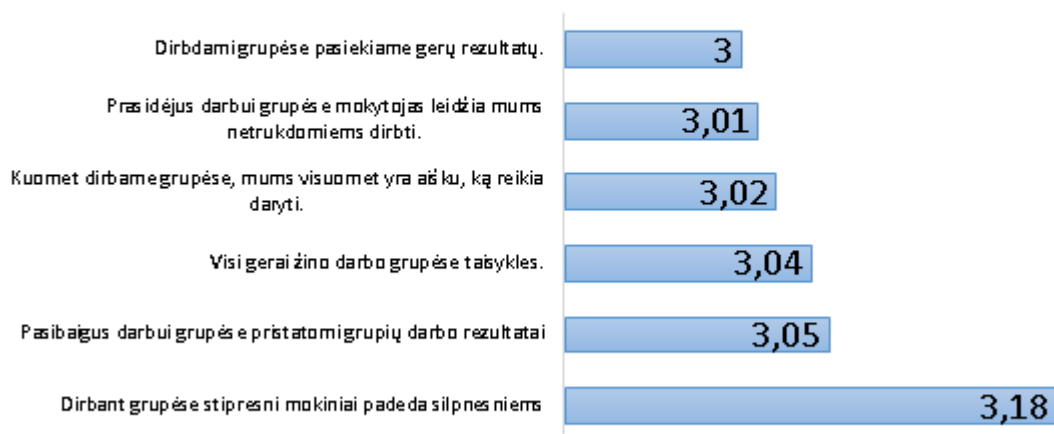 Dirbdami grupėse pasiekiame gerų rezultatų.
3
Prasidėjus darbui grupėse mokytojas leidžia mums
netrukdomiems dirbti.
3,01
Kuomet dirbame grupėse, mums visuomet yra aišku, ką reikia
daryti.
3,02
Visi gerai žino darbo grupėse taisykles.
3,04
Pasibaigus darbui grupėse pristatomi grupių darbo rezultatai
3,05
Dirbant grupėse stipresni mokiniai padeda silpnesniems
3,18